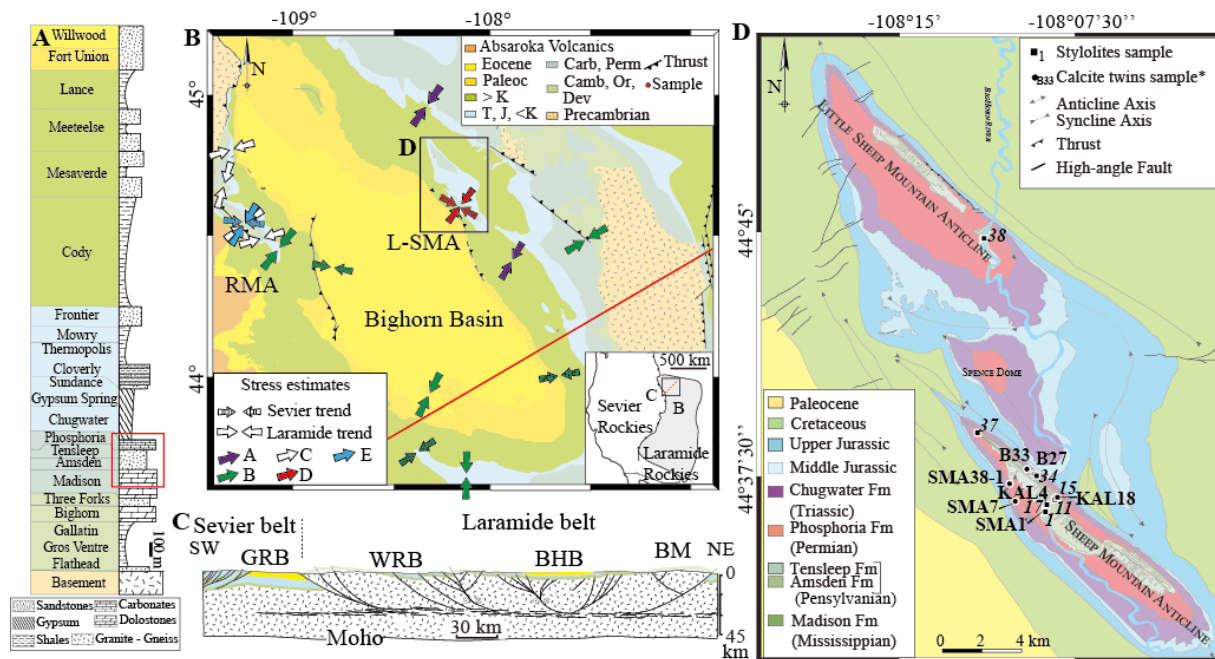 A
Willwood
Fort Union
Lance
Meeteelse
Mesaverde
Cody
Frontier
Mowry
Thermopolis
Cloverly
Sundance
Gypsum Spring
Chugwater
Phosphoria
Tensleep
Amsden
Madison
Three Forks
Bighorn
Gallatin
Gros Ventre
Flathead
Basement
100 m
Sandstones
Carbonates
Gypsum
Dolostones
Shales
Granite - Gneiss
B
-109°
-108°
45°
44°
N
Absaroka Volcanics
Eocene
Paleoc
> K
T, J, <K
Carb, Perm
Camb, Or,
Dev
Precambrian
Thrust
Sample
D
L-SMA
RMA
Bighorn Basin
Stress estimates
Sevier trend
Laramide trend
A
C
E
B
D
500 km
Sevier
Rockies
C
B
Laramide
Rockies
C
Sevier belt
Laramide belt
SW
GRB
WRB
BHB
BM
NE
0
Moho
30 km
45
km
D
-108°15'
-108°07'30''
44°45'
44°37'30''
N
BigHorn River
1 Stylolites sample
B33 Calcite twins sample*
Anticline Axis
Syncline Axis
Thrust
High-angle Fault
Little Sheep Mountain Anticline
38
Spence Dome
37
B33
B27
SMA38-1
34
KAL4
15
KAL18
SMA7
17
11
SMA1
1
Sheep Mountain Anticline
Paleocene
Cretaceous
Upper Jurassic
Middle Jurassic
Chugwater Fm
(Triassic)
Phosphoria Fm
(Permian)
Tensleep Fm
Amsden Fm
(Pensylvanian)
Madison Fm
(Mississippian)
0 2 4 km